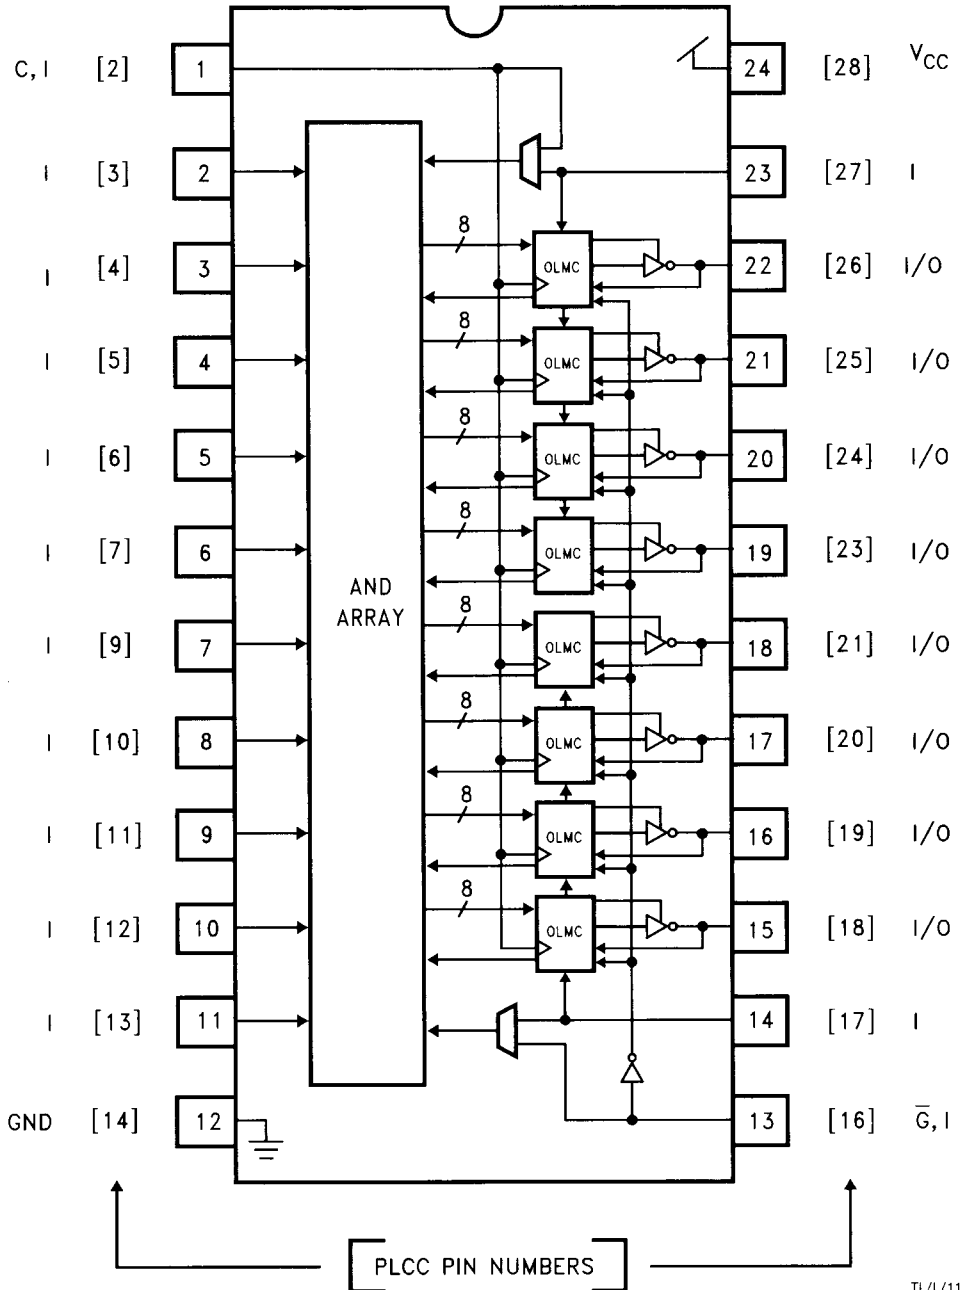 C, I [2] 1 24 [28] VCC
I [3] 2 23 [27] I
8
I [4] 3 OLMC 22 [26] I/O
8
I [5] 4 OLMC 21 [25] I/O
8
I [6] 5 OLMC 20 [24] I/O
8
I [7] 6 OLMC 19 [23] I/O
AND
ARRAY
8
I [9] 7 OLMC 18 [21] I/O
8
I [10] 8 OLMC 17 [20] I/O
8
I [11] 9 OLMC 16 [19] I/O
8
I [12] 10 OLMC 15 [18] I/O
I [13] 11 14 [17] I
GND [14] 12 13 [16] G̅, I
PLCC PIN NUMBERS